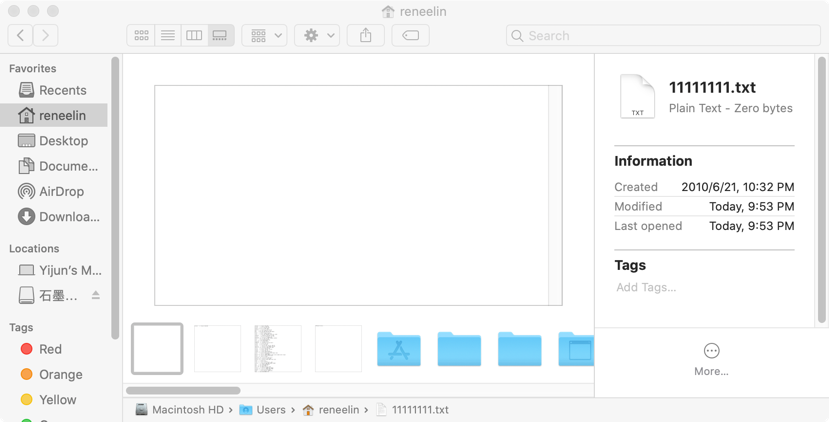 reneelin
Search
Favorites
Recents
reneelin
Desktop
Docume...
AirDrop
Downloa...
Locations
Yijun's M...
石墨...
Tags
Red
Orange
Yellow
TXT
11111111.txt
Plain Text - Zero bytes
Information
Created 2010/6/21, 10:32 PM
Modified Today, 9:53 PM
Last opened Today, 9:53 PM
Tags
Add Tags...
More...
Macintosh HD › Users › reneelin › 11111111.txt